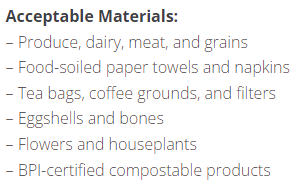 Acceptable Materials:
– Produce, dairy, meat, and grains
– Food-soiled paper towels and napkins
– Tea bags, coffee grounds, and filters
– Eggshells and bones
– Flowers and houseplants
– BPI-certified compostable products